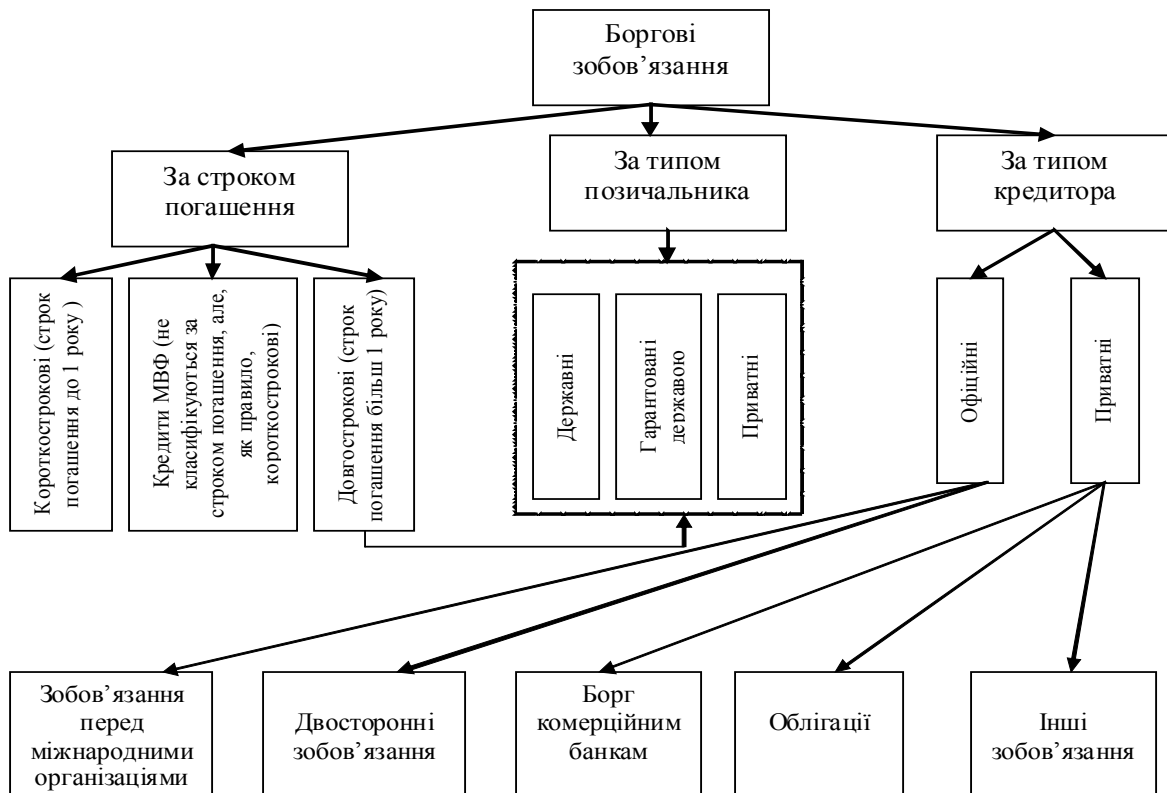 Боргові
зобов’язання
За строком
погашення
За типом
позичальника
За типом
кредитора
Короткострокові (строк
погашення до 1 року )
Кредити МВФ (не
класифікуються за
строком погашення, але,
як правило,
короткострокові)
Довгострокові (строк
погашення більш 1 року)
Державні
Гарантовані
державою
Приватні
Офіційні
Приватні
Зобов’язання
перед
міжнародними
організаціями
Двосторонні
зобов’язання
Борг
комерційним
банкам
Облігації
Інші
зобов’язання